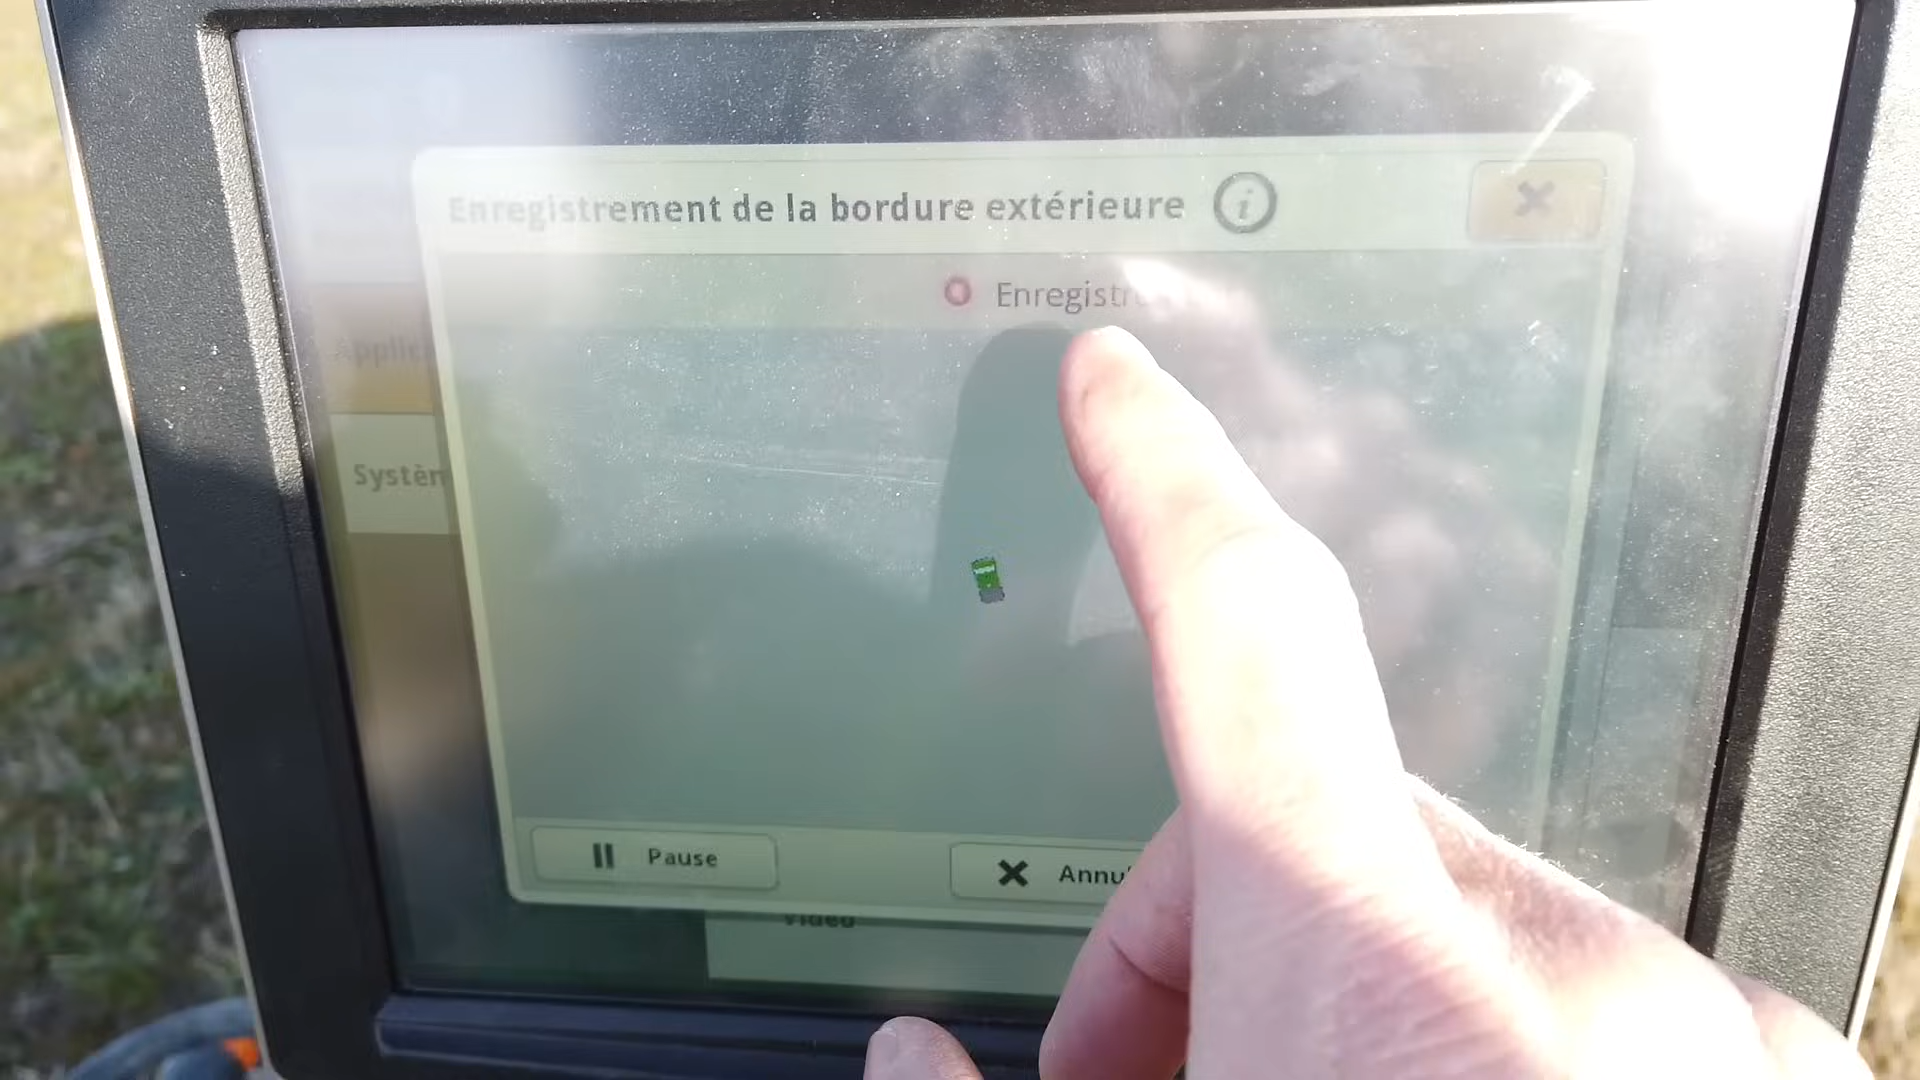 Enregistrement de la bordure extérieure
Enregistr
Applic
Systèm
Pause
Annul
Vidéo